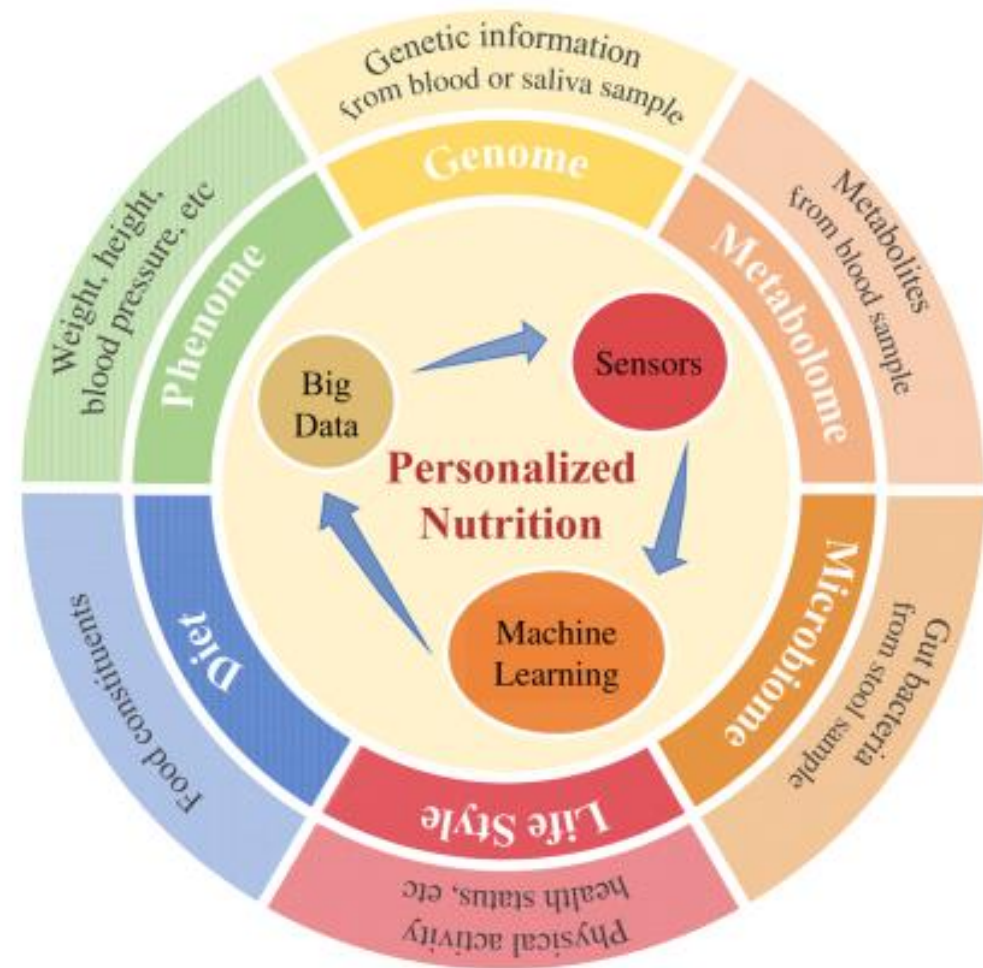 Genetic information
from blood or saliva sample
Genome
Metabolites
from blood sample
Metabolome
Gut bacteria
from stool sample
Microbiome
Physical activity
health status, etc
Life Style
Food constituents
Diet
Weight, height,
blood pressure, etc
Phenome
Big
Data
Sensors
Personalized
Nutrition
Machine
Learning